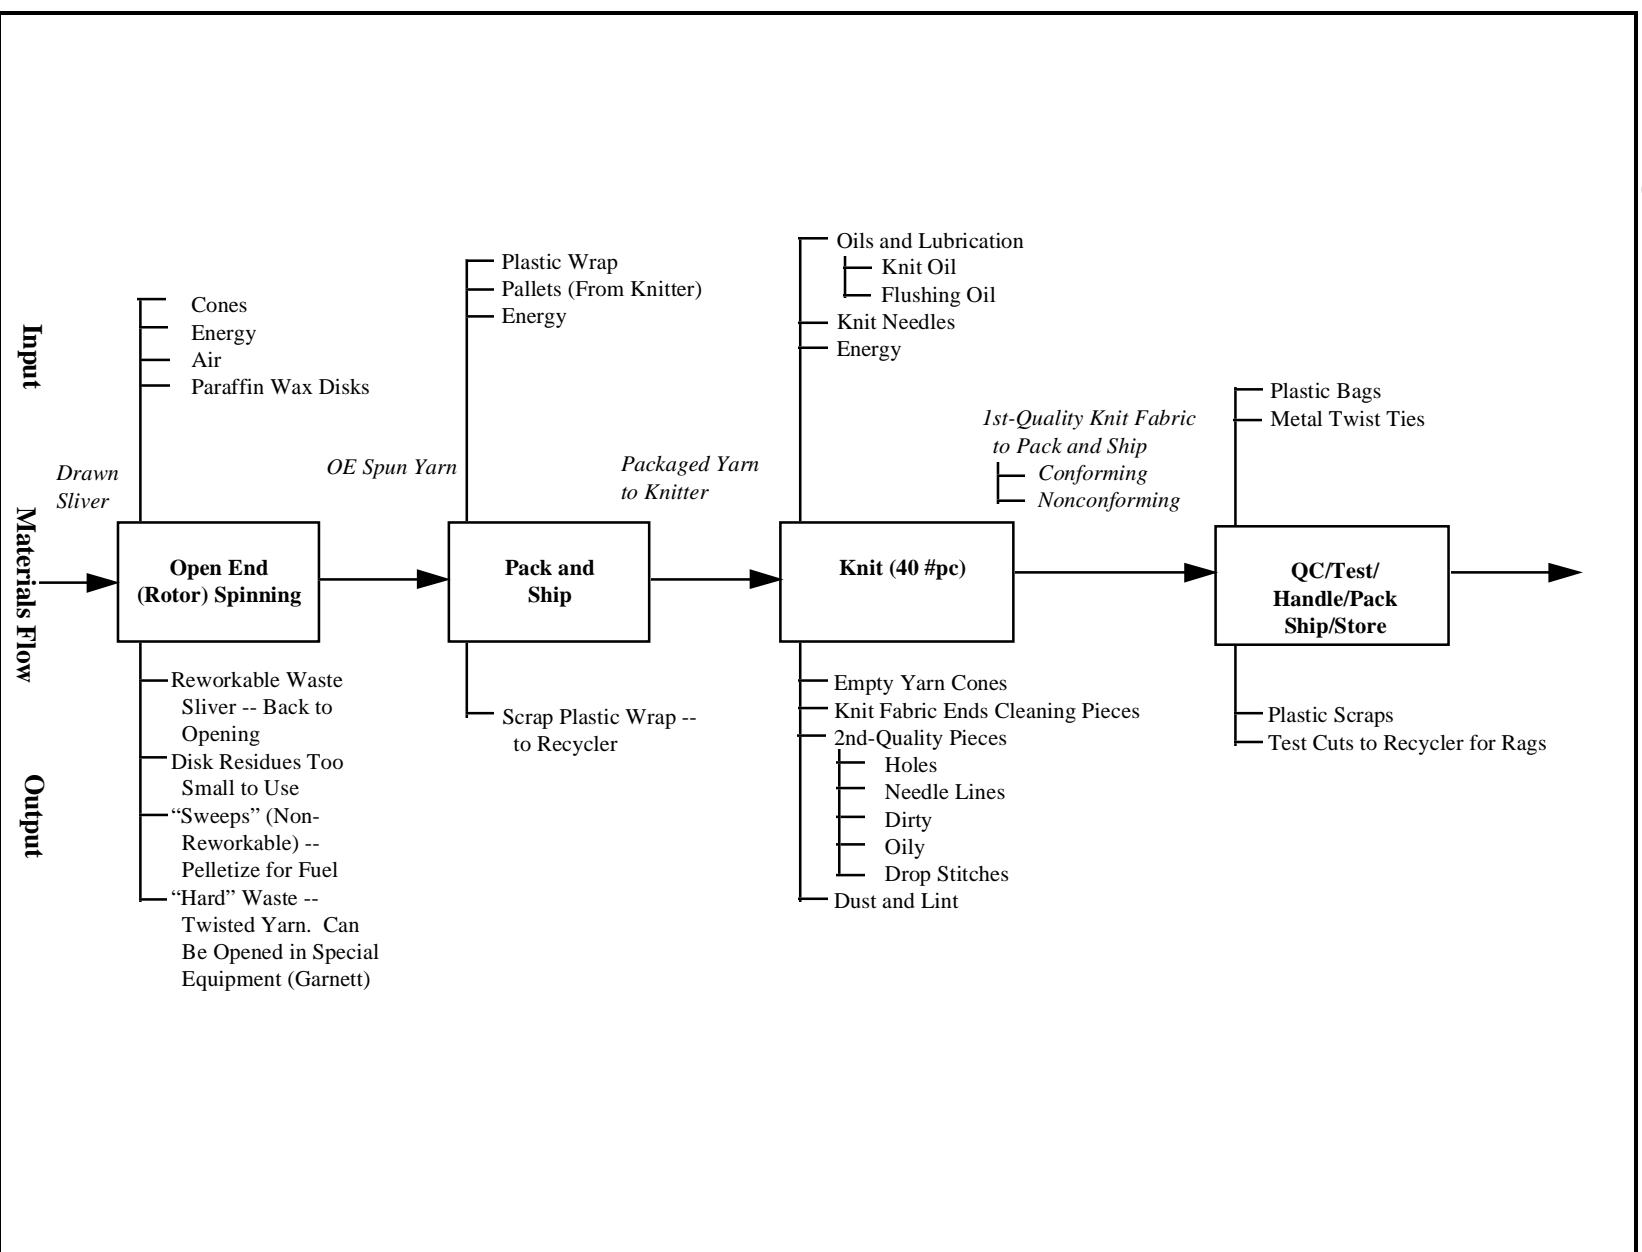 Input
Materials Flow
Output
Cones
Energy
Air
Paraffin Wax Disks
Drawn
Sliver
Open End
(Rotor) Spinning
Reworkable Waste
Sliver -- Back to
Opening
Disk Residues Too
Small to Use
“Sweeps” (Non-
Reworkable) --
Pelletize for Fuel
“Hard” Waste --
Twisted Yarn.  Can
Be Opened in Special
Equipment (Garnett)
OE Spun Yarn
Plastic Wrap
Pallets (From Knitter)
Energy
Pack and
Ship
Scrap Plastic Wrap --
to Recycler
Packaged Yarn
to Knitter
Oils and Lubrication
Knit Oil
Flushing Oil
Knit Needles
Energy
Knit (40 #pc)
Empty Yarn Cones
Knit Fabric Ends Cleaning Pieces
2nd-Quality Pieces
Holes
Needle Lines
Dirty
Oily
Drop Stitches
Dust and Lint
1st-Quality Knit Fabric
to Pack and Ship
Conforming
Nonconforming
Plastic Bags
Metal Twist Ties
QC/Test/
Handle/Pack
Ship/Store
Plastic Scraps
Test Cuts to Recycler for Rags